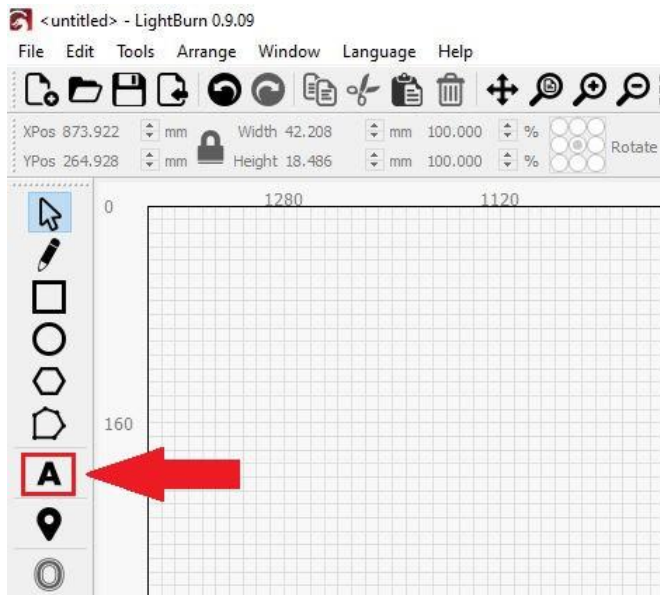 <untitled> - LightBurn 0.9.09
File Edit Tools Arrange Window Language Help
XPos 873.922 mm Width 42.208 mm 100.000 % Rotate
YPos 264.928 mm Height 18.486 mm 100.000 %
0 1280 1120
160
A